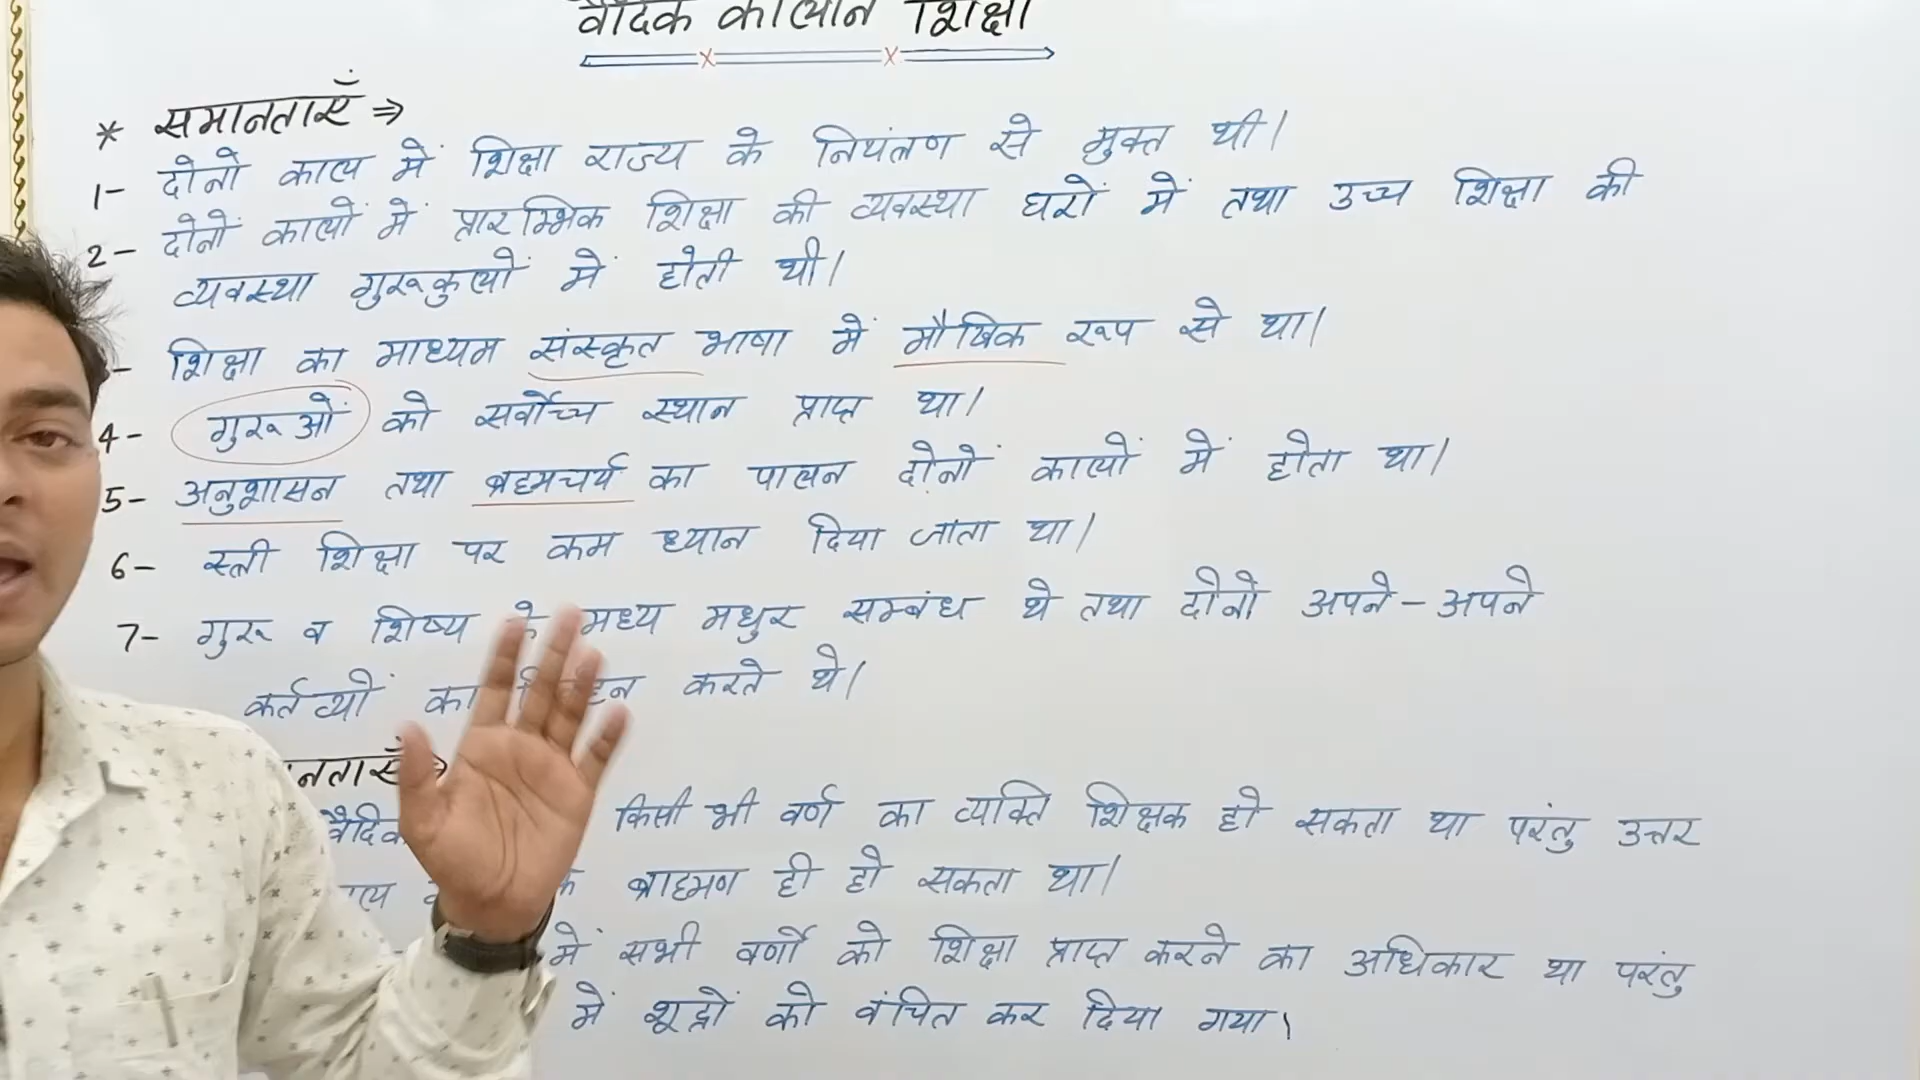 वैदिक कालीन शिक्षा
* समानताएँ ⇒
1- दोनो काल में शिक्षा राज्य के नियंत्रण से मुक्त थी।
2- दोनों कालों में प्रारम्भिक शिक्षा की व्यवस्था घरों में तथा उच्च शिक्षा की
व्यवस्था गुरूकुलों में होती थी।
- शिक्षा का माध्यम संस्कृत भाषा में मौखिक रूप से था।
4- गुरूओं को सर्वोच्च स्थान प्राप्त था।
5- अनुशासन तथा ब्रह्मचर्य का पालन दोनों कालों में होता था।
6- स्त्री शिक्षा पर कम ध्यान दिया जाता था।
7- गुरू व शिष्य के मध्य मधुर सम्बंध थे तथा दोनो अपने-अपने
कर्तव्यों का करते थे।
नताएँ ⇒
वैदिक किसी भी वर्ण का व्यक्ति शिक्षक हो सकता था परंतु उत्तर
ब्राह्मण ही हो सकता था।
में सभी वर्णों को शिक्षा प्राप्त करने का अधिकार था परंतु
में शूद्रों को वंचित कर दिया गया।